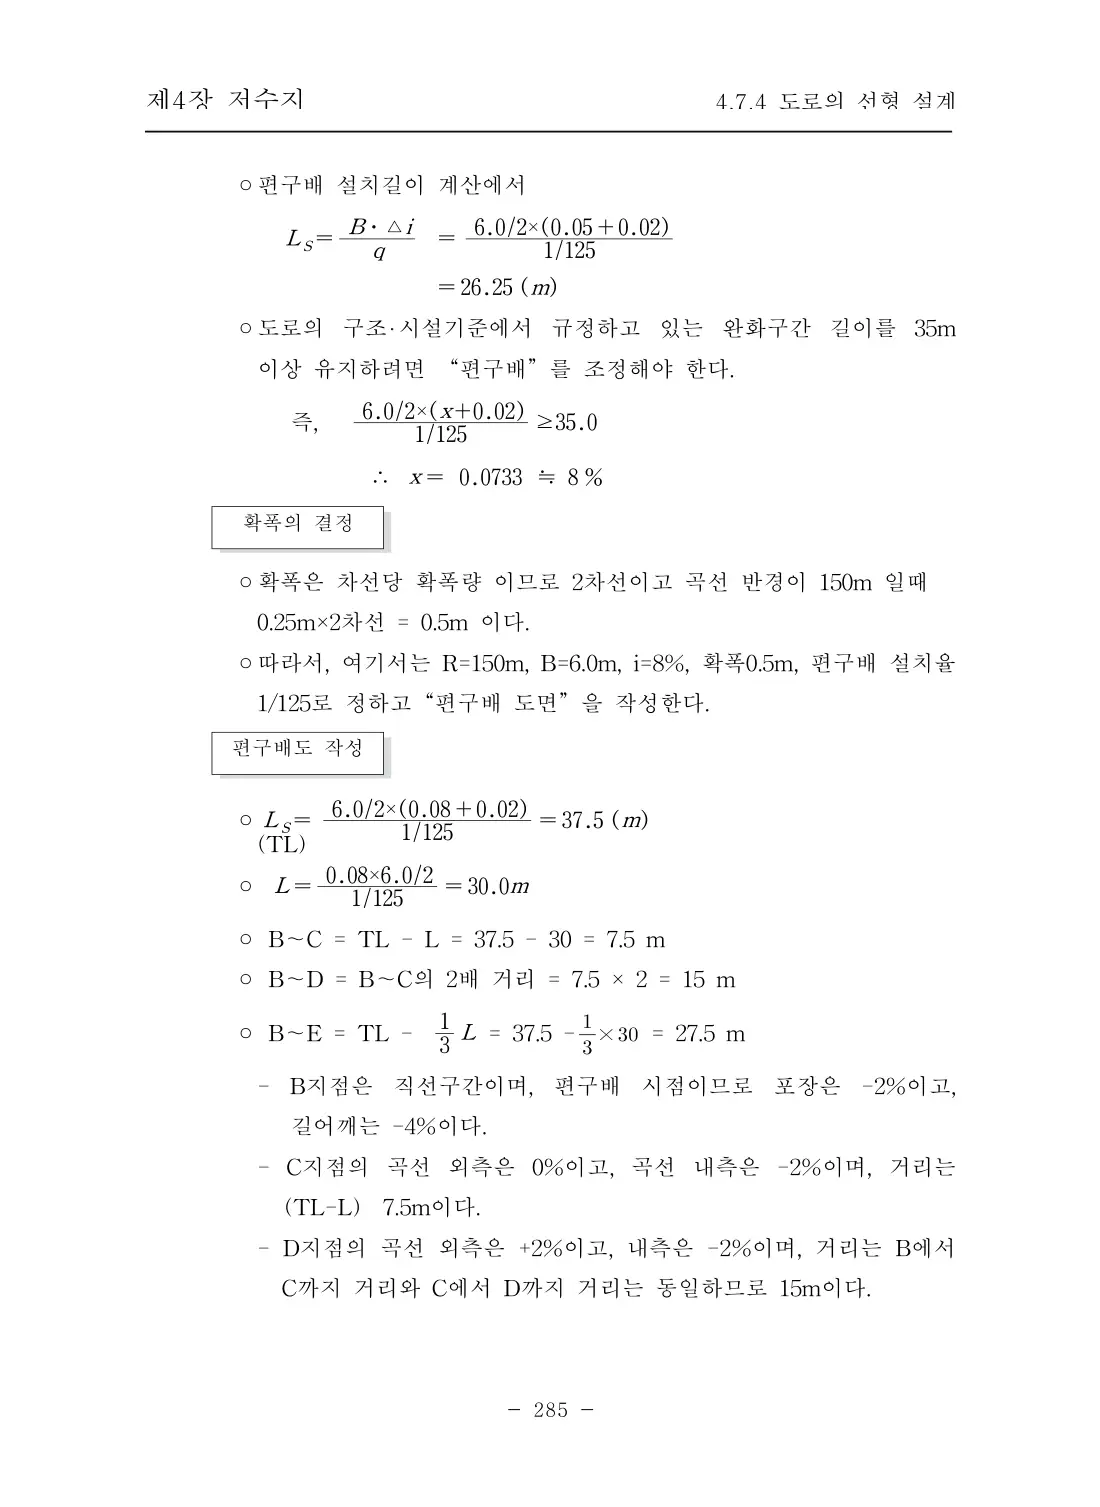 제4장 저수지 4.7.4 도로의 선형 설계
○ 편구배 설치길이 계산에서
L_S = B·△i / q = 6.0/2×(0.05+0.02) / 1/125
=26.25 (m)
○ 도로의 구조·시설기준에서 규정하고 있는 완화구간 길이를 35m
이상 유지하려면 “편구배”를 조정해야 한다.
즉, 6.0/2×(x+0.02) / 1/125 ≥35.0
∴ x = 0.0733 ≒ 8 %
확폭의 결정
○ 확폭은 차선당 확폭량 이므로 2차선이고 곡선 반경이 150m 일때
0.25m×2차선 = 0.5m 이다.
○ 따라서, 여기서는 R=150m, B=6.0m, i=8%, 확폭0.5m, 편구배 설치율
1/125로 정하고 “편구배 도면”을 작성한다.
편구배도 작성
○ L_S = 6.0/2×(0.08+0.02) / 1/125 =37.5 (m)
(TL)
○ L = 0.08×6.0/2 / 1/125 =30.0m
○ B~C = TL - L = 37.5 - 30 = 7.5 m
○ B~D = B~C의 2배 거리 = 7.5 × 2 = 15 m
○ B~E = TL - 1/3 L = 37.5 - 1/3 ×30 = 27.5 m
- B지점은 직선구간이며, 편구배 시점이므로 포장은 -2%이고,
길어깨는 -4%이다.
- C지점의 곡선 외측은 0%이고, 곡선 내측은 -2%이며, 거리는
(TL-L) 7.5m이다.
- D지점의 곡선 외측은 +2%이고, 내측은 -2%이며, 거리는 B에서
C까지 거리와 C에서 D까지 거리는 동일하므로 15m이다.
- 285 -